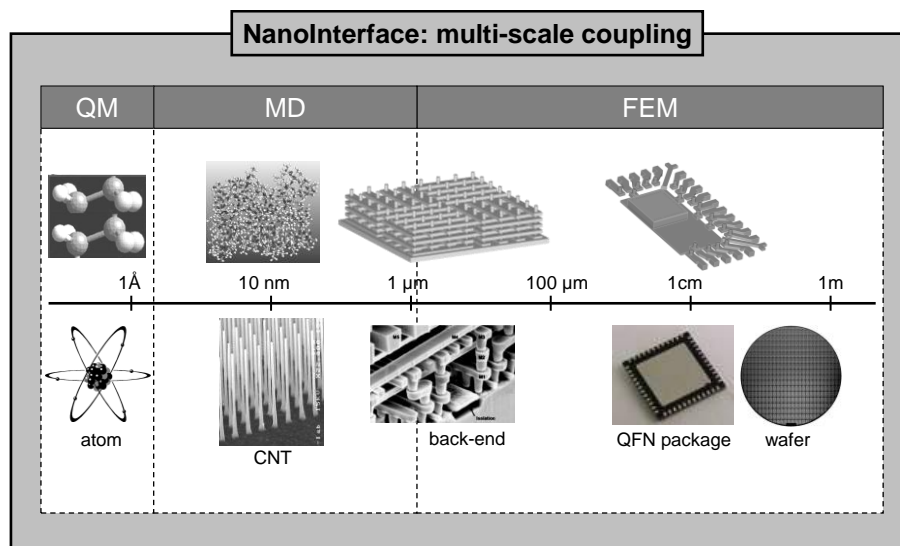 NanoInterface: multi-scale coupling
QM MD FEM
1Å 10 nm 1 µm 100 µm 1cm 1m
atom
CNT
back-end
QFN package
wafer
Isolation